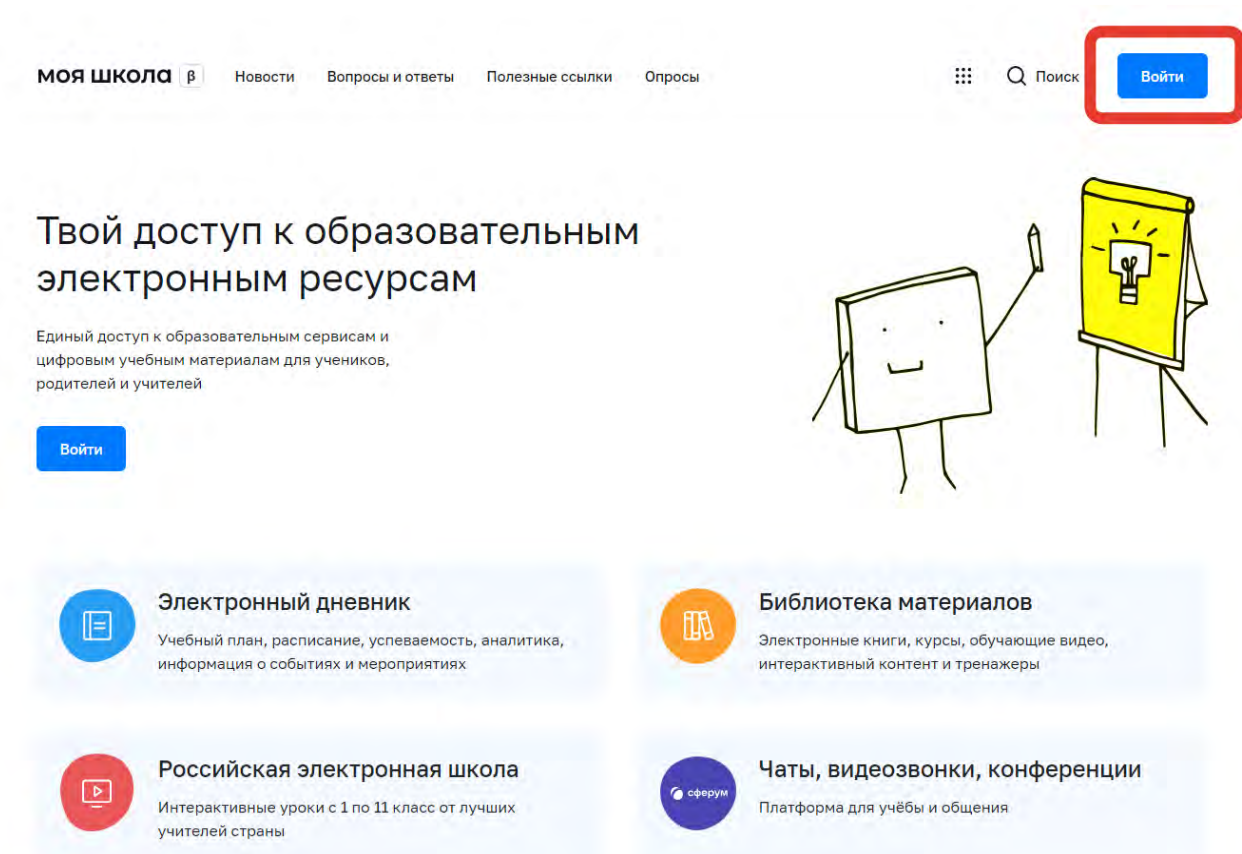 моя школа β
Новости
Вопросы и ответы
Полезные ссылки
Опросы
Поиск
Войти
Твой доступ к образовательным
электронным ресурсам
Единый доступ к образовательным сервисам и
цифровым учебным материалам для учеников,
родителей и учителей
Войти
Электронный дневник
Учебный план, расписание, успеваемость, аналитика,
информация о событиях и мероприятиях
Библиотека материалов
Электронные книги, курсы, обучающие видео,
интерактивный контент и тренажеры
Российская электронная школа
Интерактивные уроки с 1 по 11 класс от лучших
учителей страны
сферум
Чаты, видеозвонки, конференции
Платформа для учёбы и общения